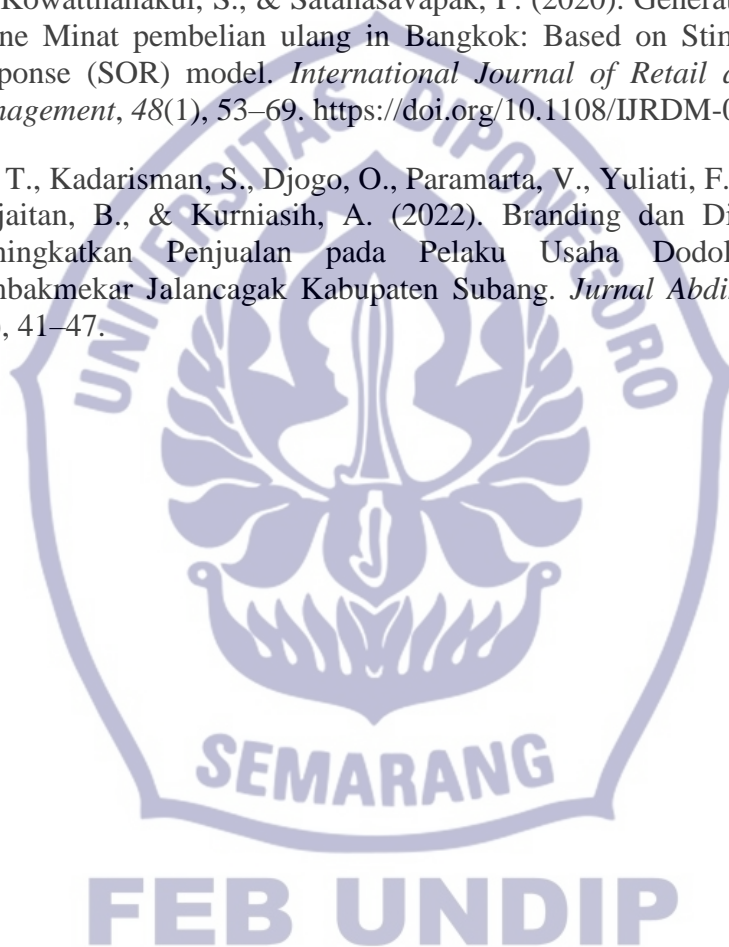 Kowatthanakul, S., & Satanasavapak, P. (2020). Generat
ne Minat pembelian ulang in Bangkok: Based on Stim
ponse (SOR) model. International Journal of Retail a
nagement, 48(1), 53–69. https://doi.org/10.1108/IJRDM-0
T., Kadarisman, S., Djogo, O., Paramarta, V., Yuliati, F.
jaitan, B., & Kurniasih, A. (2022). Branding dan Di
ningkatkan Penjualan pada Pelaku Usaha Dodol
nbakmekar Jalancagak Kabupaten Subang. Jurnal Abdi
, 41–47.
UNIVERSITAS DIPONEGORO
SEMARANG
FEB UNDIP